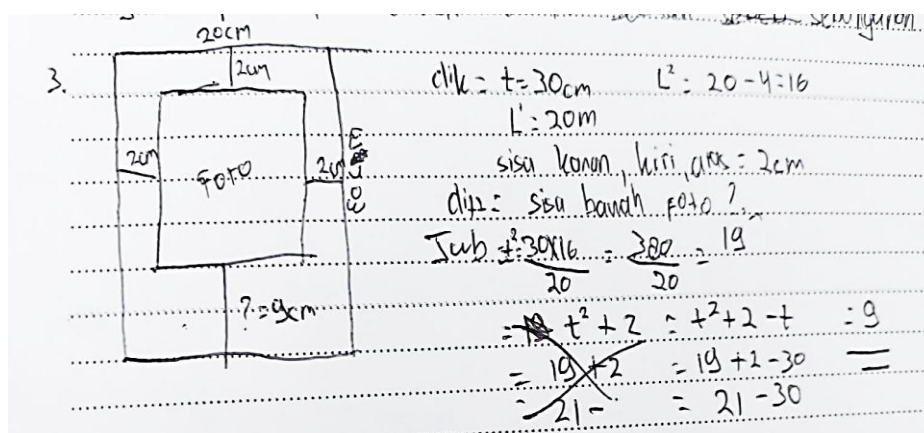 20cm
3.
2cm
2cm
FOTO
2cm
30cm
? = 9cm
dik = t = 30cm L² : 20 - 4 = 16
L¹ : 20m
sisa kanan, kiri, atas = 2cm
dit = sisa bawah foto ?
Jwb t² = 30x16 / 20 = 380 / 20 = 19
= t² + 2 = t² + 2 - t = 9
= 19 + 2 = 19 + 2 - 30
= 21 - = 21 - 30